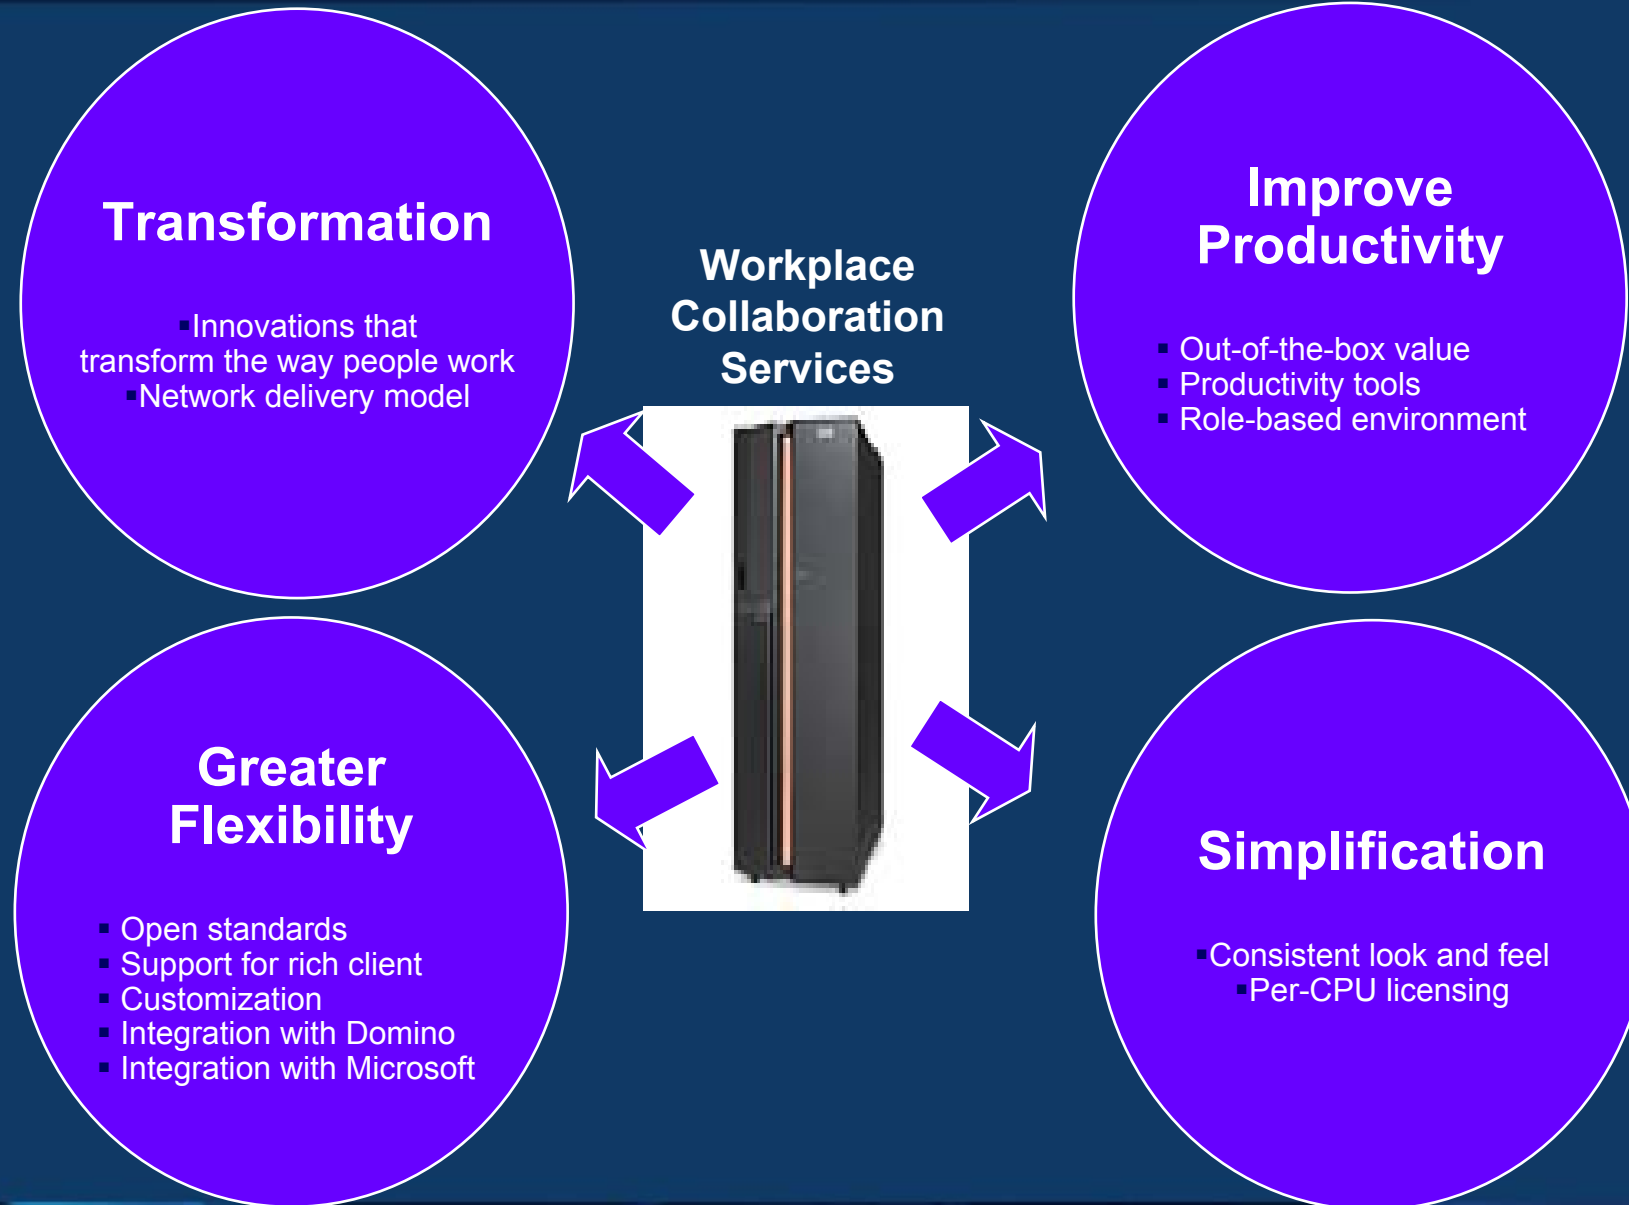 Transformation
▪Innovations that
transform the way people work
▪Network delivery model
Workplace
Collaboration
Services
Improve
Productivity
▪ Out-of-the-box value
▪ Productivity tools
▪ Role-based environment
Greater
Flexibility
▪ Open standards
▪ Support for rich client
▪ Customization
▪ Integration with Domino
▪ Integration with Microsoft
Simplification
▪Consistent look and feel
▪Per-CPU licensing